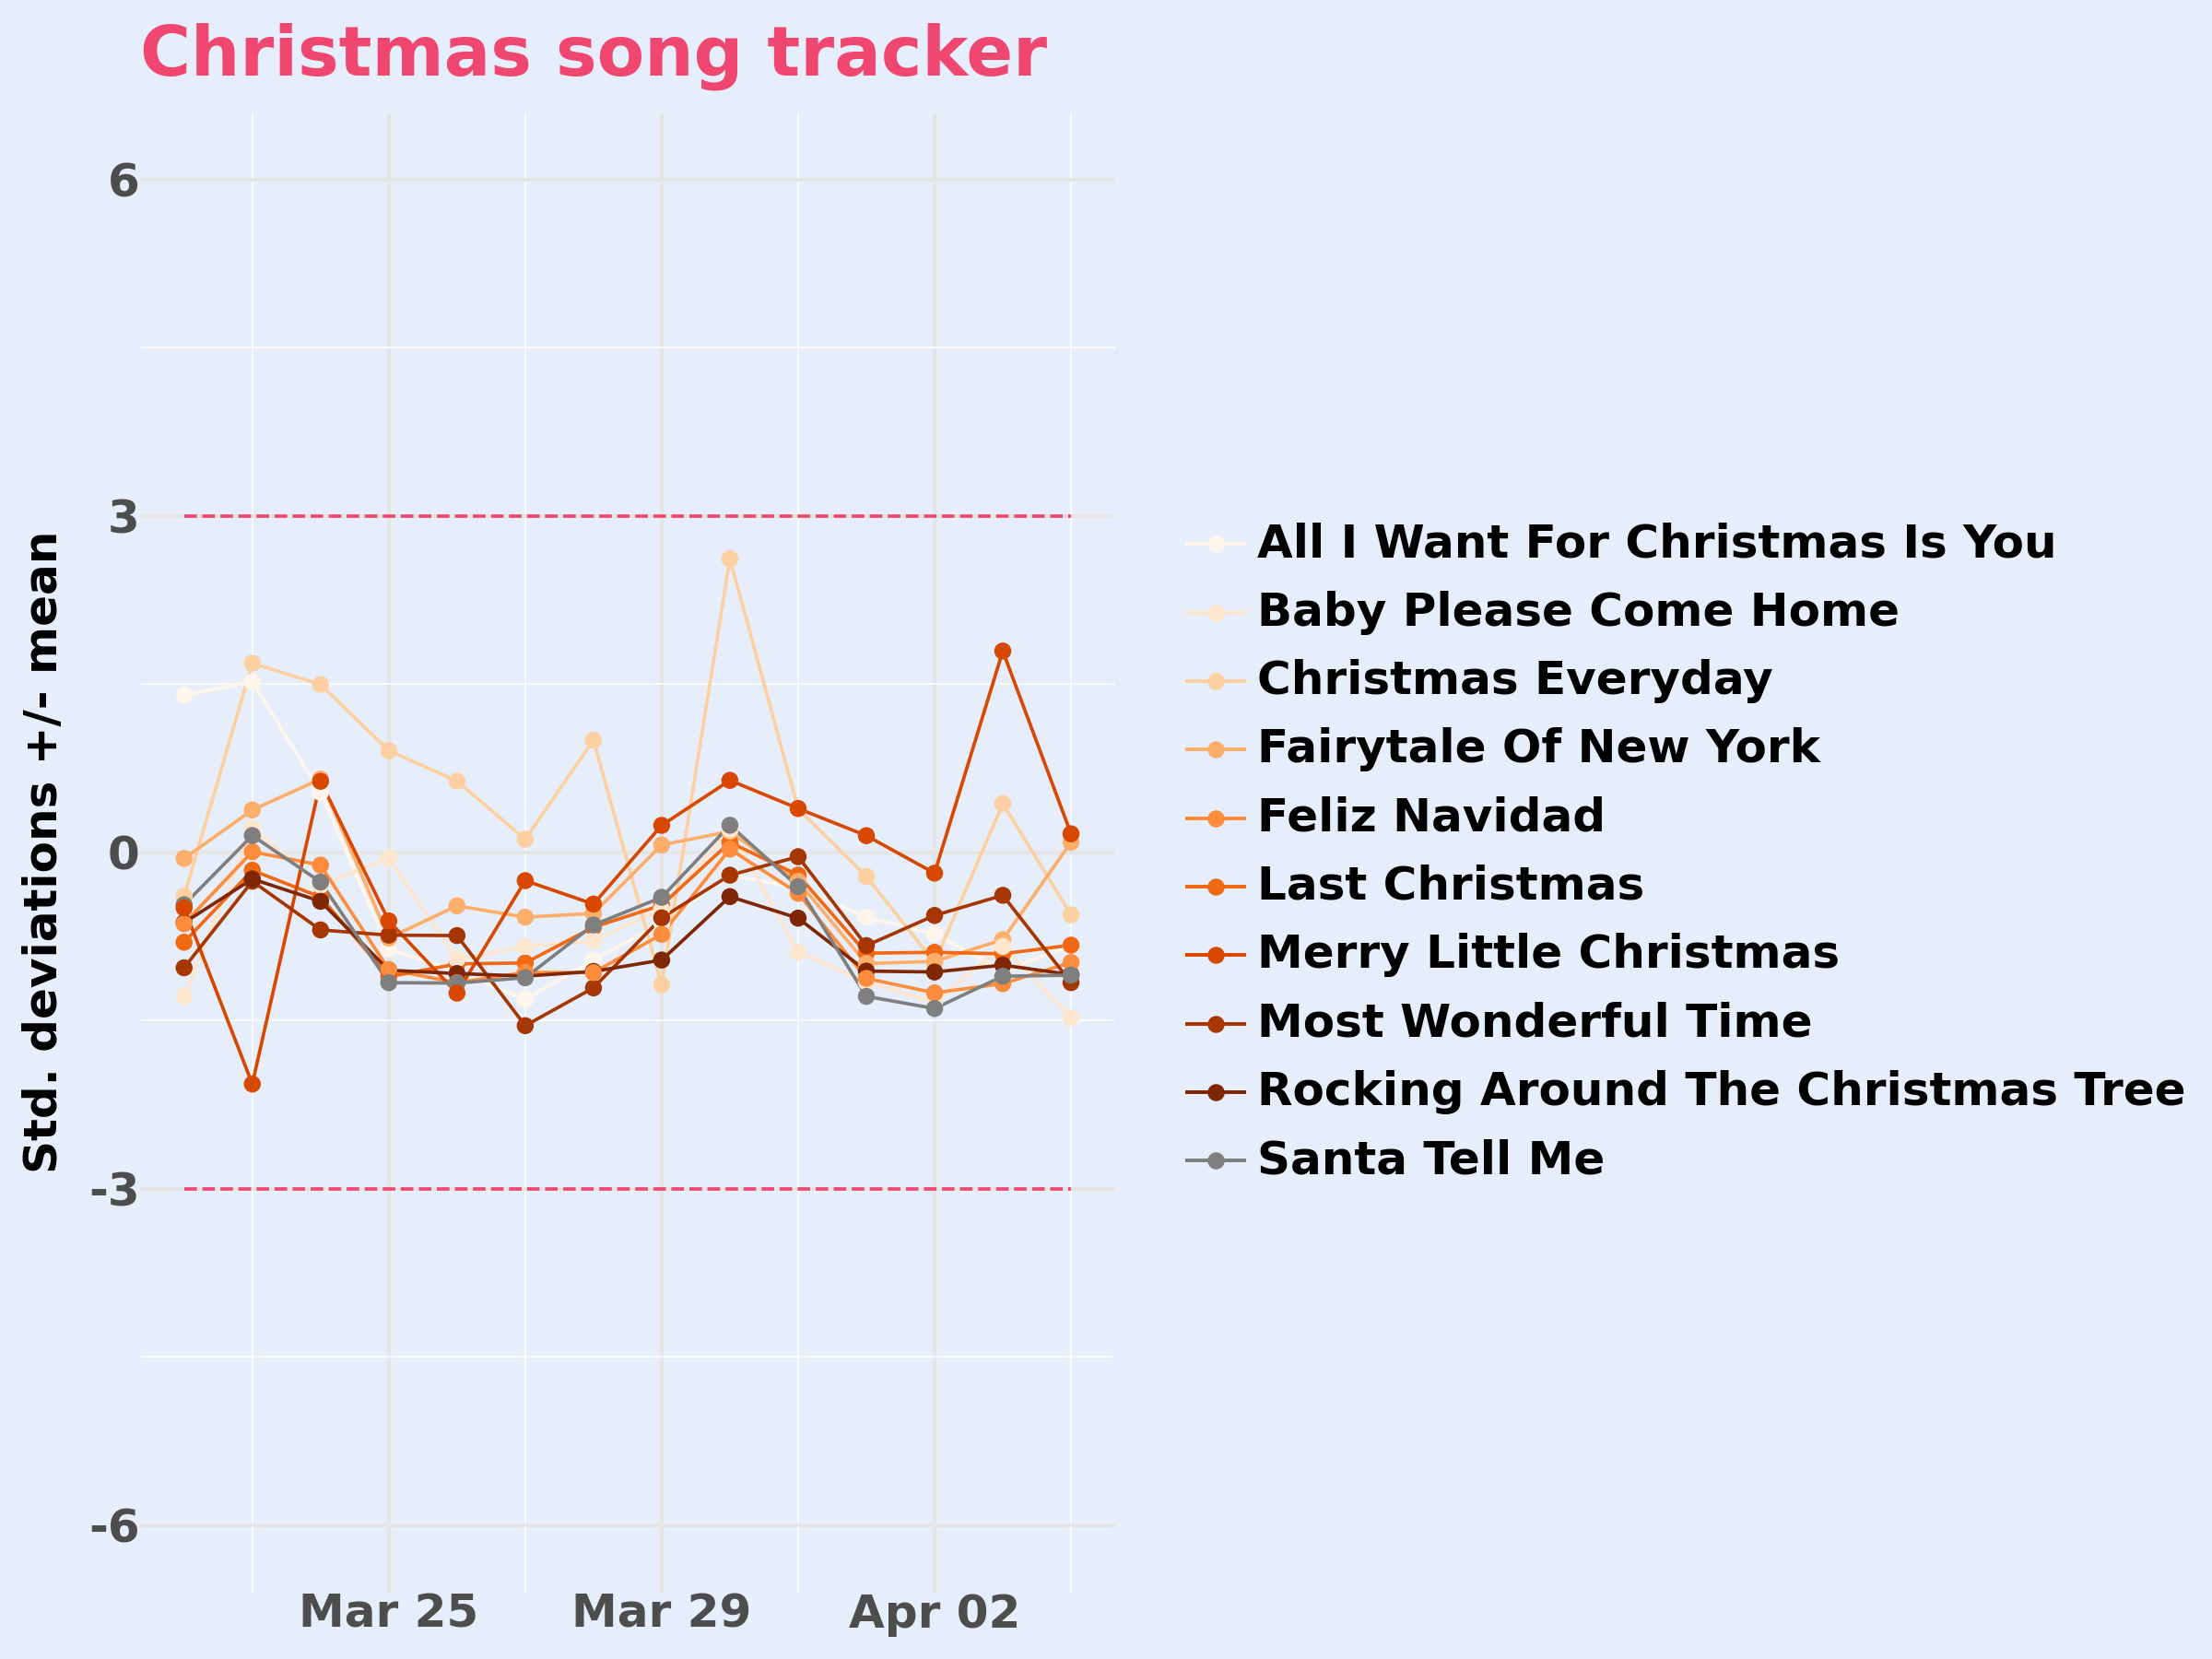 Christmas song tracker
Std. deviations +/- mean
6
3
0
-3
-6
Mar 25
Mar 29
Apr 02
All I Want For Christmas Is You
Baby Please Come Home
Christmas Everyday
Fairytale Of New York
Feliz Navidad
Last Christmas
Merry Little Christmas
Most Wonderful Time
Rocking Around The Christmas Tree
Santa Tell Me